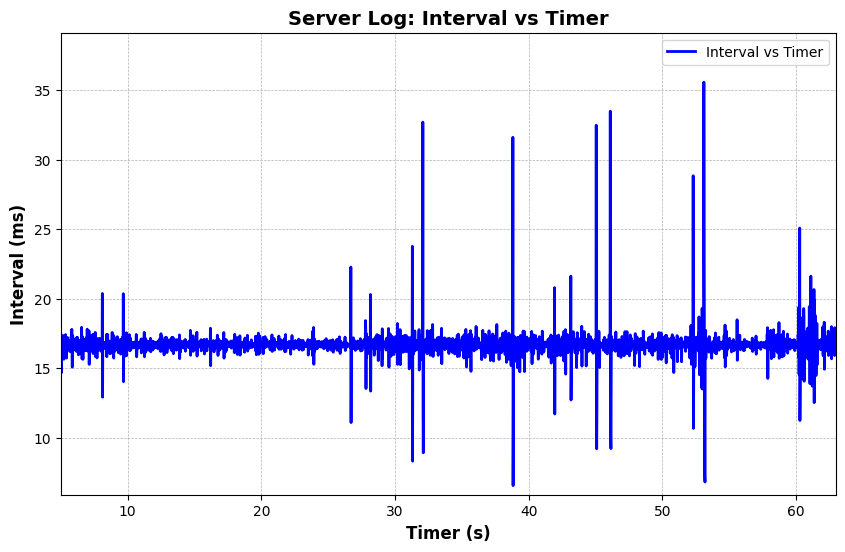 Server Log: Interval vs Timer
Interval vs Timer
Interval (ms)
35
30
25
20
15
10
10 20 30 40 50 60
Timer (s)